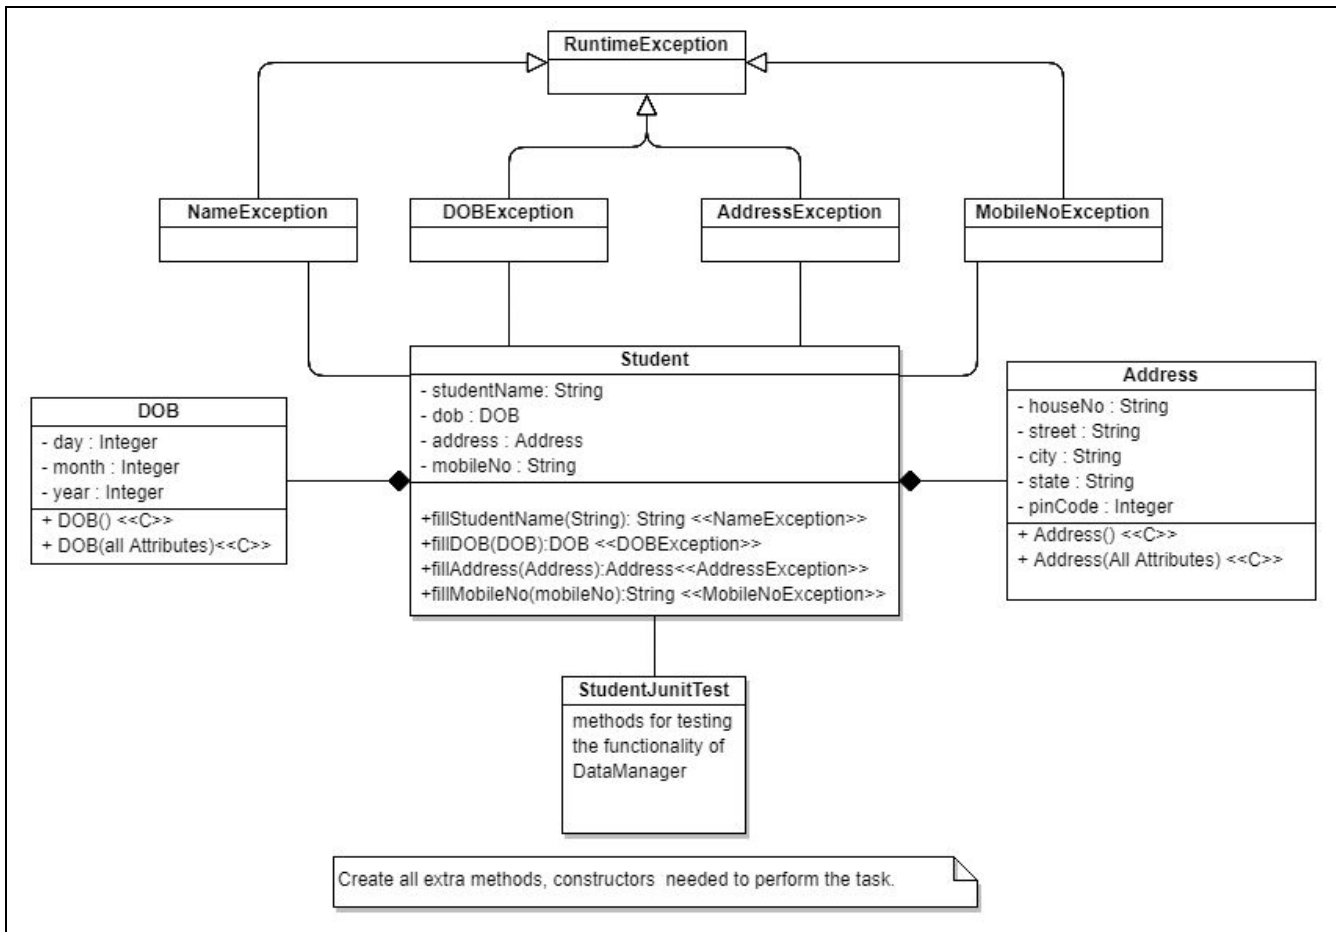 RuntimeException
NameException
DOBException
AddressException
MobileNoException
Student
- studentName: String
- dob : DOB
- address : Address
- mobileNo : String
+fillStudentName(String): String <<NameException>>
+fillDOB(DOB):DOB <<DOBException>>
+fillAddress(Address):Address<<AddressException>>
+fillMobileNo(mobileNo):String <<MobileNoException>>
DOB
- day : Integer
- month : Integer
- year : Integer
+ DOB() <<C>>
+ DOB(all Attributes)<<C>>
Address
- houseNo : String
- street : String
- city : String
- state : String
- pinCode : Integer
+ Address() <<C>>
+ Address(All Attributes) <<C>>
StudentJunitTest
methods for testing
the functionality of
DataManager
Create all extra methods, constructors  needed to perform the task.